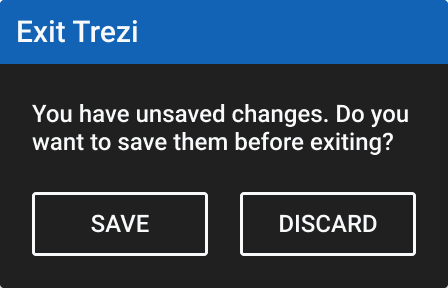 Exit Trezi
You have unsaved changes. Do you
want to save them before exiting?
SAVE
DISCARD